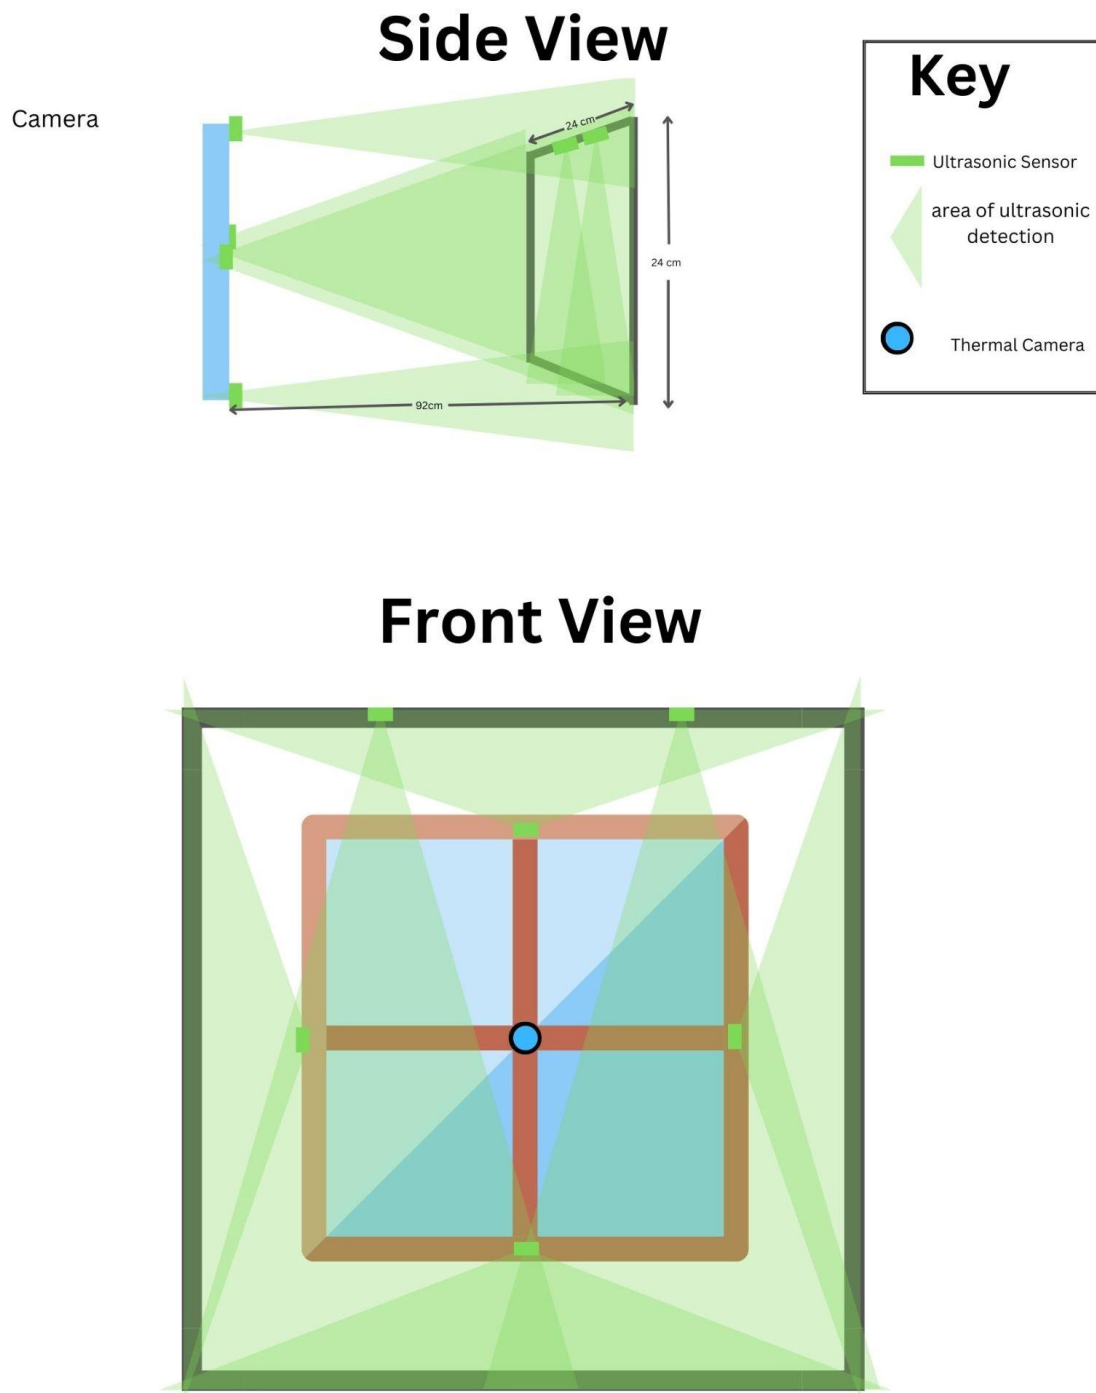 Side View
Camera
24 cm
24 cm
92cm
Key
Ultrasonic Sensor
area of ultrasonic
detection
Thermal Camera
Front View